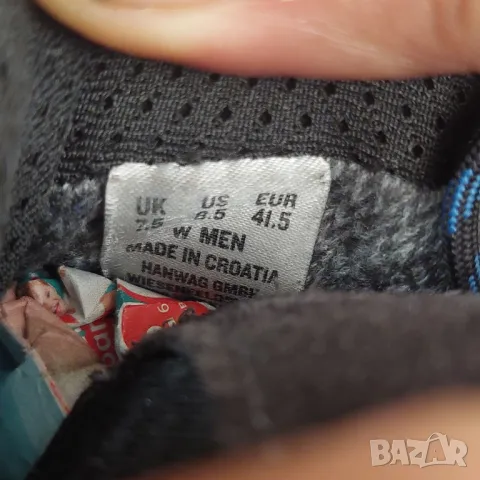 UK US EUR
7.5 8.5 41.5
W MEN
MADE IN CROATIA
HANWAG GMBH
BAZAR